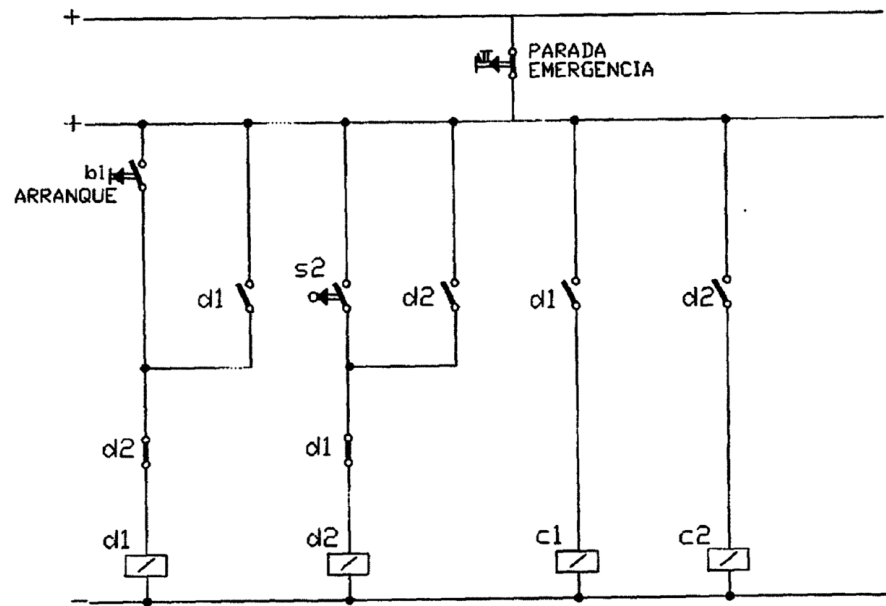 +
PARADA
EMERGENCIA
+
b1
ARRANQUE
d1
s2
d2
d1
d2
d2
d1
d1
d2
c1
c2
-